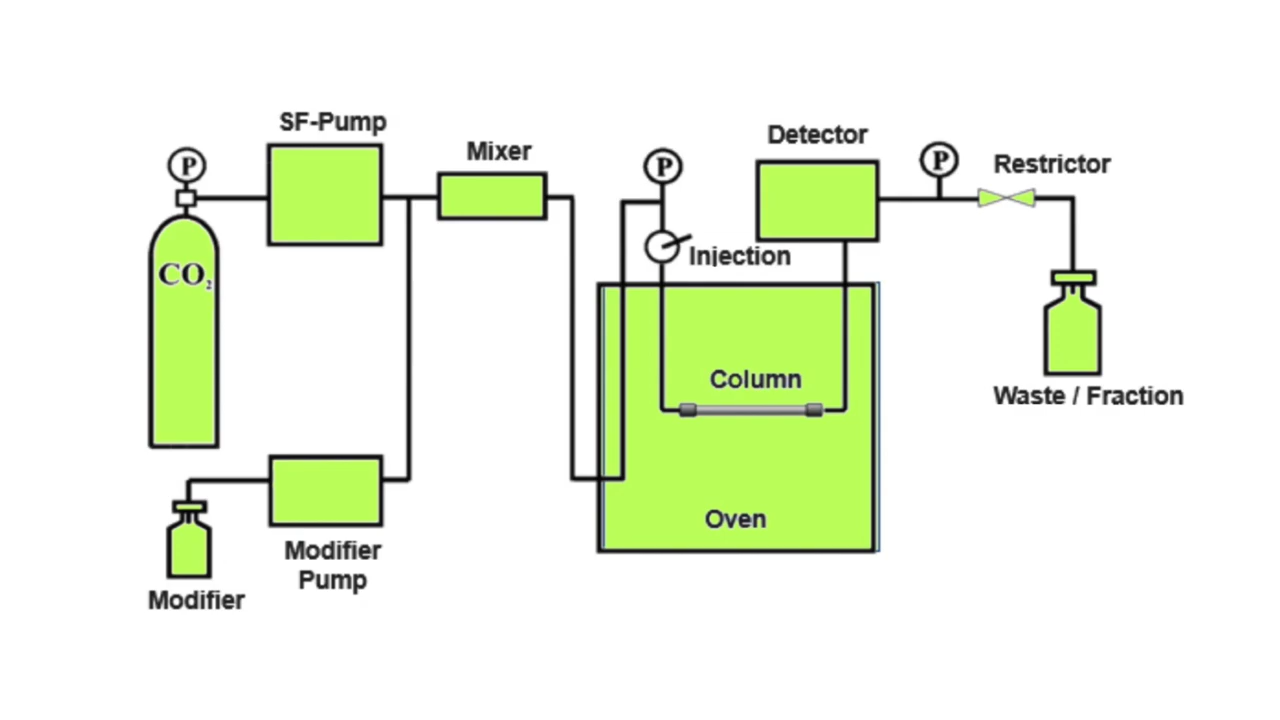 SF-Pump
Mixer
Detector
P
P
P
Restrictor
Injection
CO₂
Column
Waste / Fraction
Oven
Modifier
Pump
Modifier